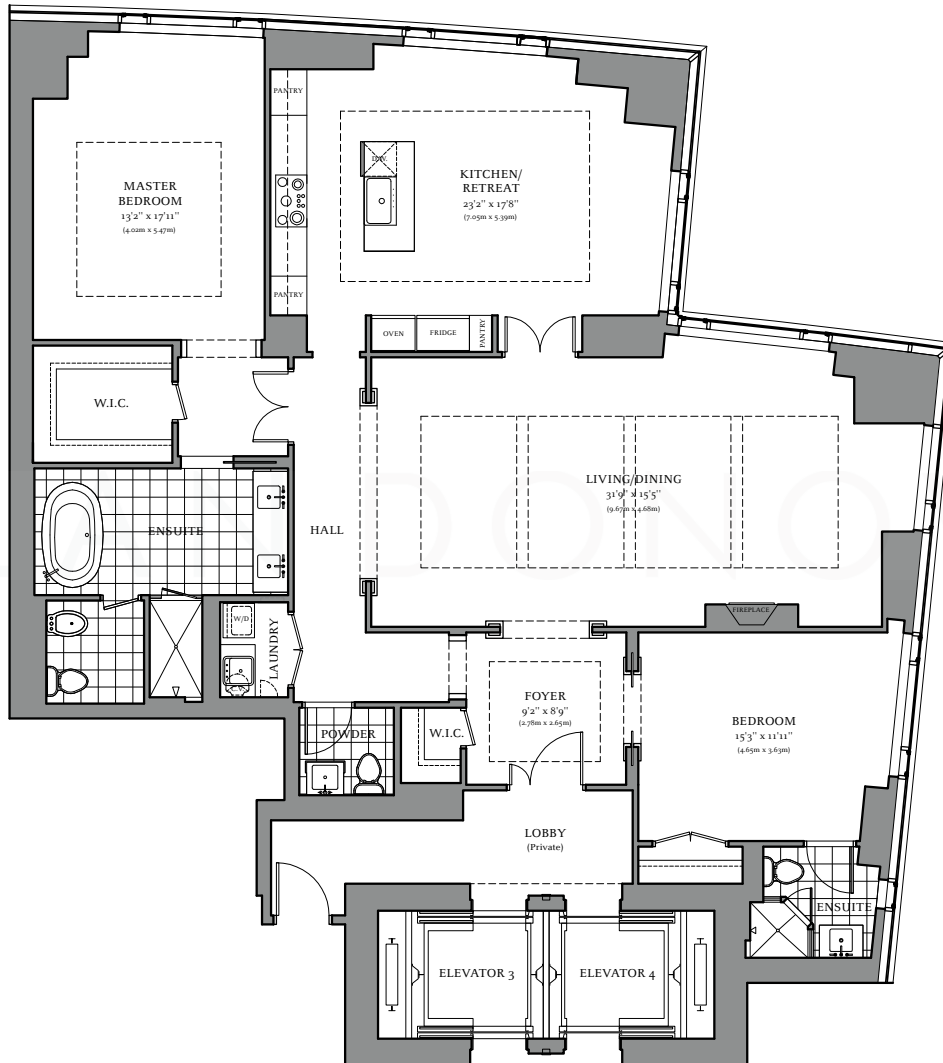 PANTRY
MASTER
BEDROOM
13'2" x 17'11"
(4.02m x 5.47m)
D.W.
KITCHEN/
RETREAT
23'2" x 17'8"
(7.05m x 5.39m)
PANTRY
OVEN
FRIDGE
PANTRY
W.I.C.
LIVING/DINING
31'9" x 15'5"
(9.67m x 4.68m)
ENSUITE
HALL
W/D
LAUNDRY
FIREPLACE
FOYER
9'2" x 8'9"
(2.78m x 2.65m)
POWDER
W.I.C.
BEDROOM
15'3" x 11'11"
(4.65m x 3.63m)
LOBBY
(Private)
ENSUITE
ELEVATOR 3
ELEVATOR 4